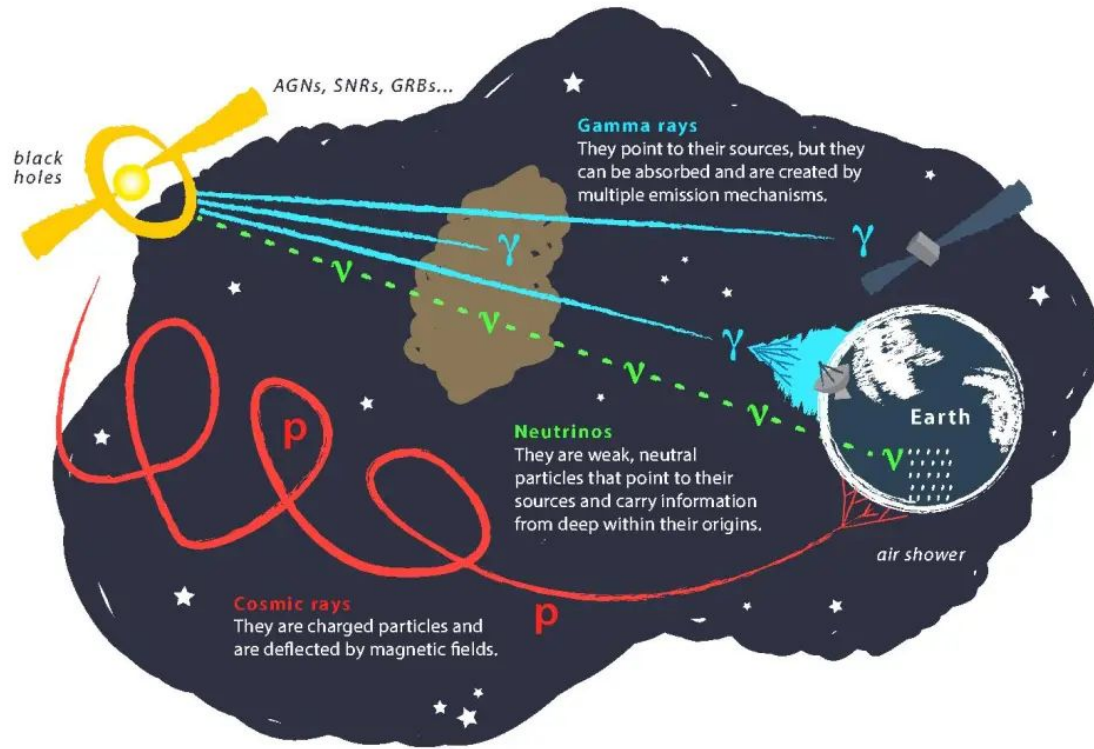 AGNs, SNRs, GRBs...
black
holes
Gamma rays
They point to their sources, but they
can be absorbed and are created by
multiple emission mechanisms.
γ
γ
ν
ν
γ
ν
ν
Earth
ν
p
Neutrinos
They are weak, neutral
particles that point to their
sources and carry information
from deep within their origins.
air shower
p
Cosmic rays
They are charged particles and
are deflected by magnetic fields.